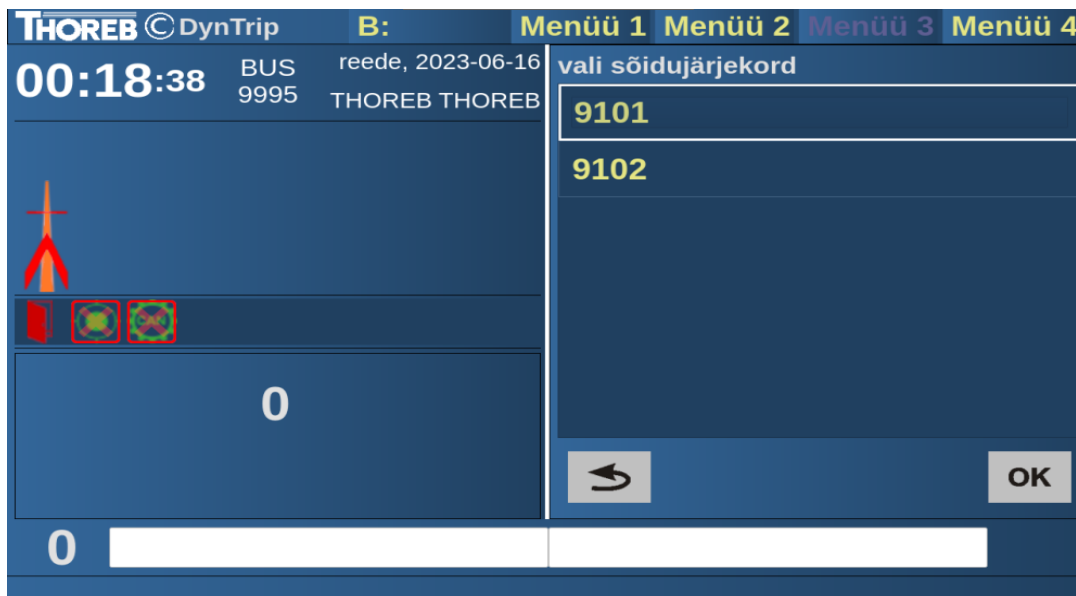 THOREB © DynTrip B: Menüü 1 Menüü 2 Menüü 3 Menüü 4
00:18:38
BUS
9995
reede, 2023-06-16
THOREB THOREB
CAN
0
0
vali sõidujärjekord
9101
9102
OK